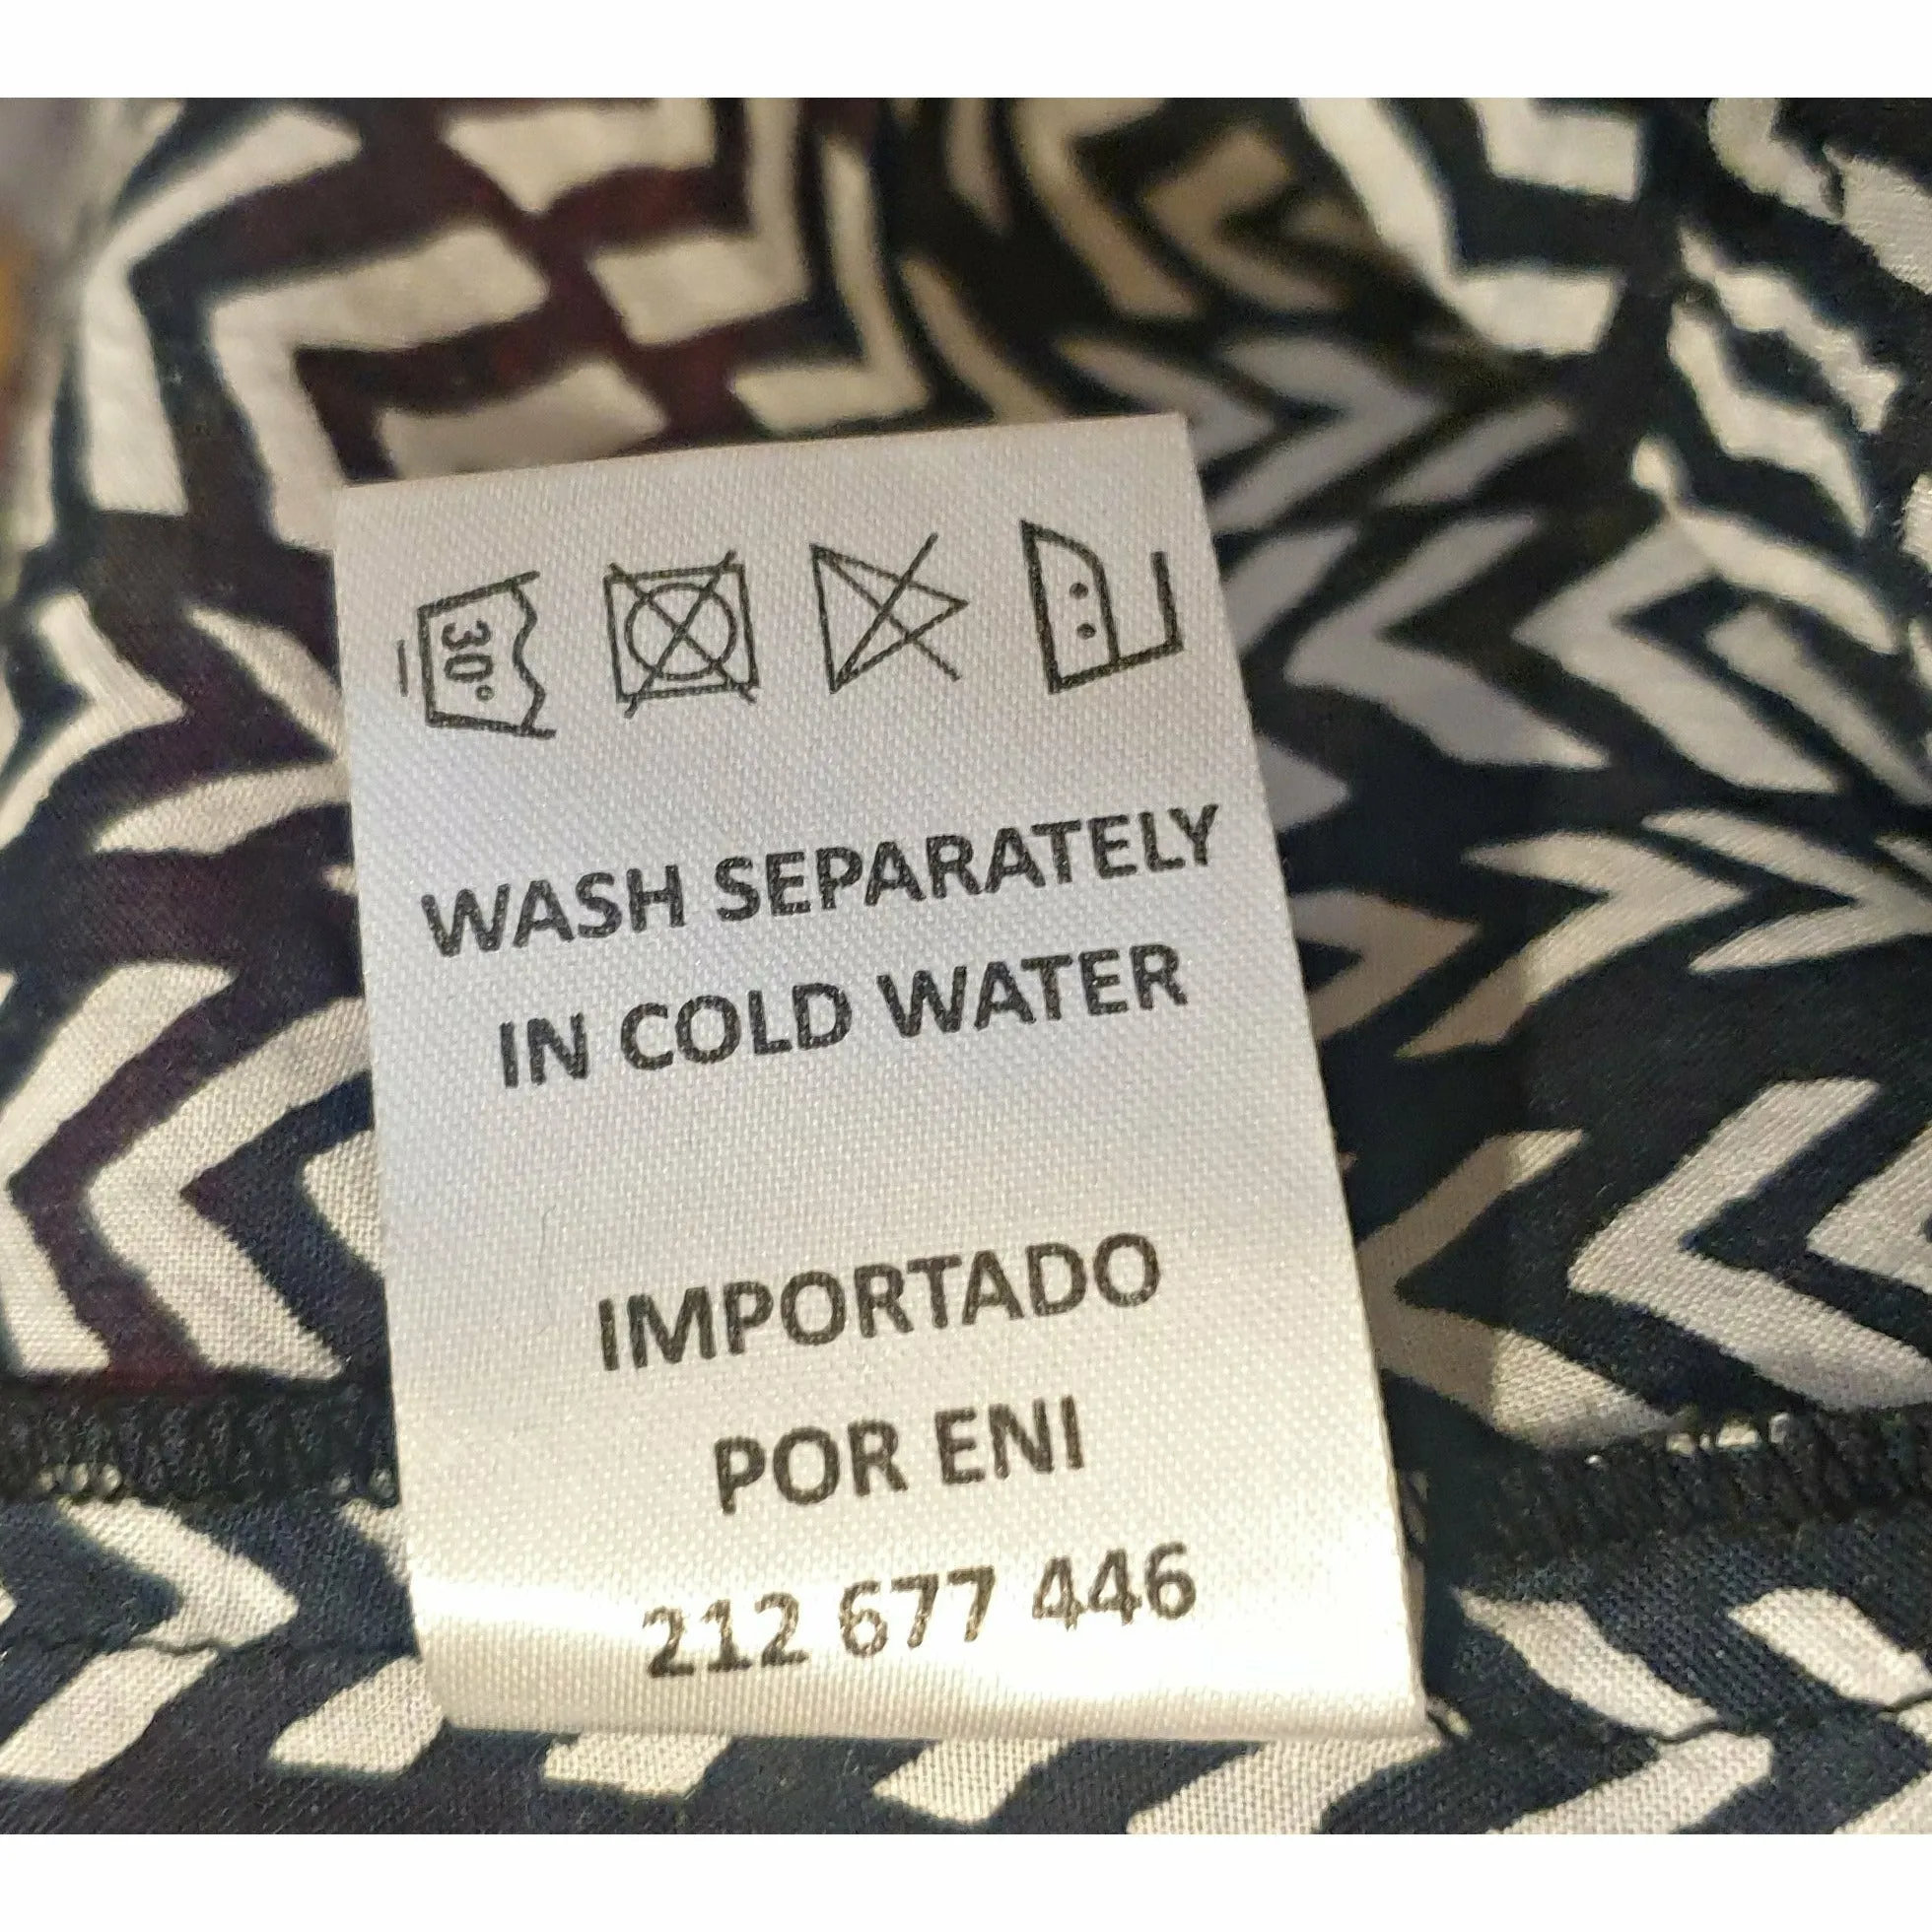 30°
WASH SEPARATELY
IN COLD WATER
IMPORTADO
POR ENI
212 677 446